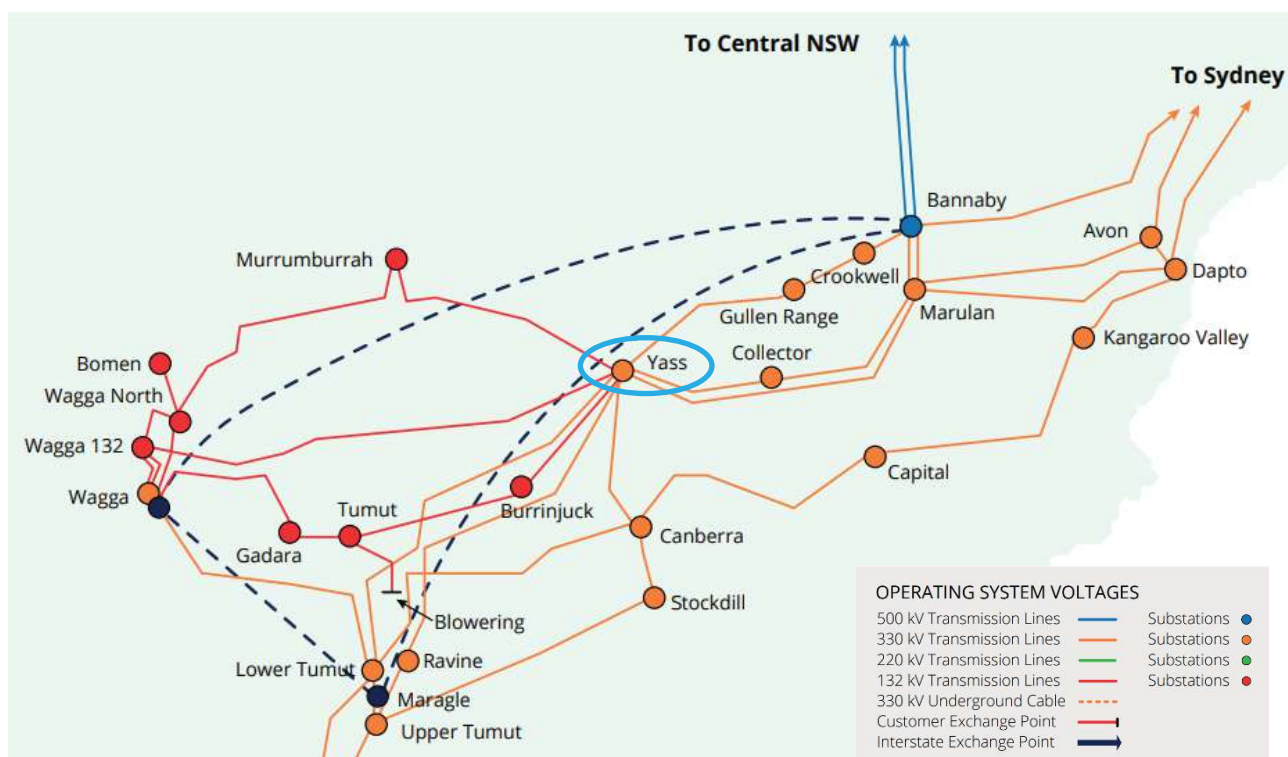 To Central NSW
To Sydney
Bannaby
Avon
Murrumburrah
Crookwell
Dapto
Gullen Range
Marulan
Kangaroo Valley
Bomen
Yass
Collector
Wagga North
Wagga 132
Capital
Wagga
Tumut
Burrinjuck
Gadara
Canberra
Stockdill
Blowering
Lower Tumut
Ravine
Maragle
Upper Tumut
OPERATING SYSTEM VOLTAGES
500 kV Transmission Lines Substations
330 kV Transmission Lines Substations
220 kV Transmission Lines Substations
132 kV Transmission Lines Substations
330 kV Underground Cable
Customer Exchange Point
Interstate Exchange Point